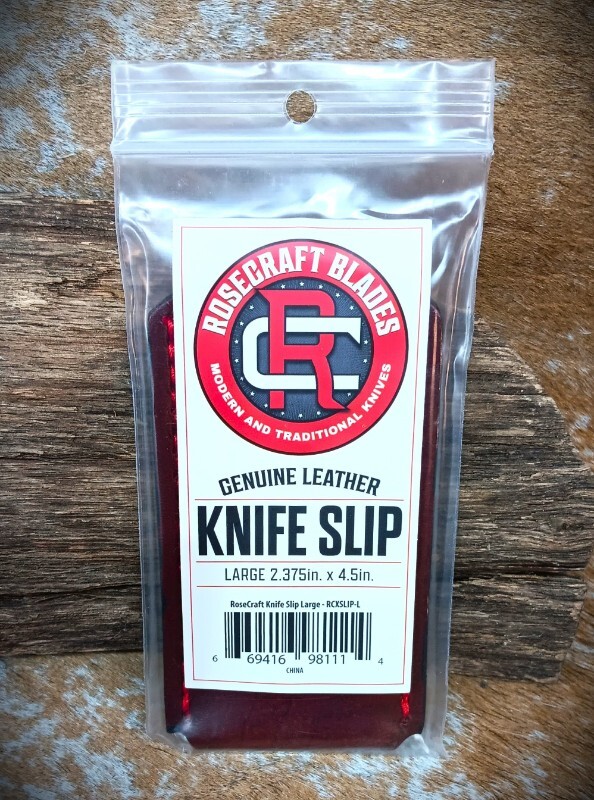 ROSECRAFT BLADES
RC
MODERN AND TRADITIONAL KNIVES
GENUINE LEATHER
KNIFE SLIP
LARGE 2.375in. x 4.5in.
RoseCraft Knife Slip Large - RCXSLIP-L
6 69416 98111 4
CHINA